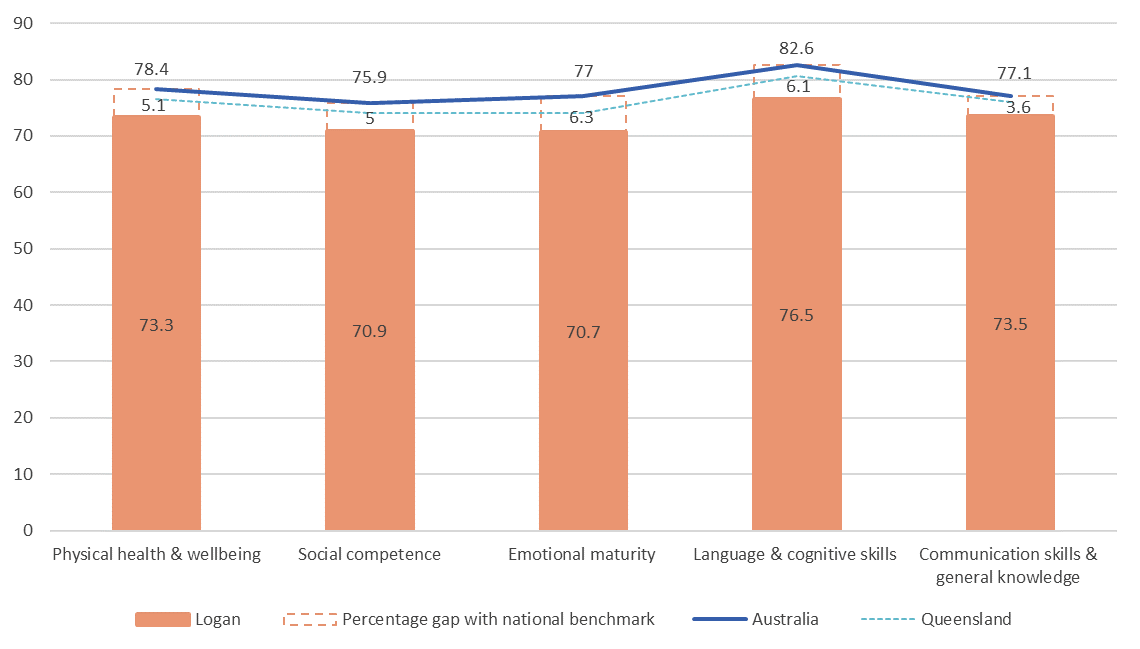 90
80
70
60
50
40
30
20
10
0
78.4
75.9
77
82.6
77.1
5.1
5
6.3
6.1
3.6
73.3
70.9
70.7
76.5
73.5
Physical health & wellbeing
Social competence
Emotional maturity
Language & cognitive skills
Communication skills &
general knowledge
Logan
Percentage gap with national benchmark
Australia
Queensland